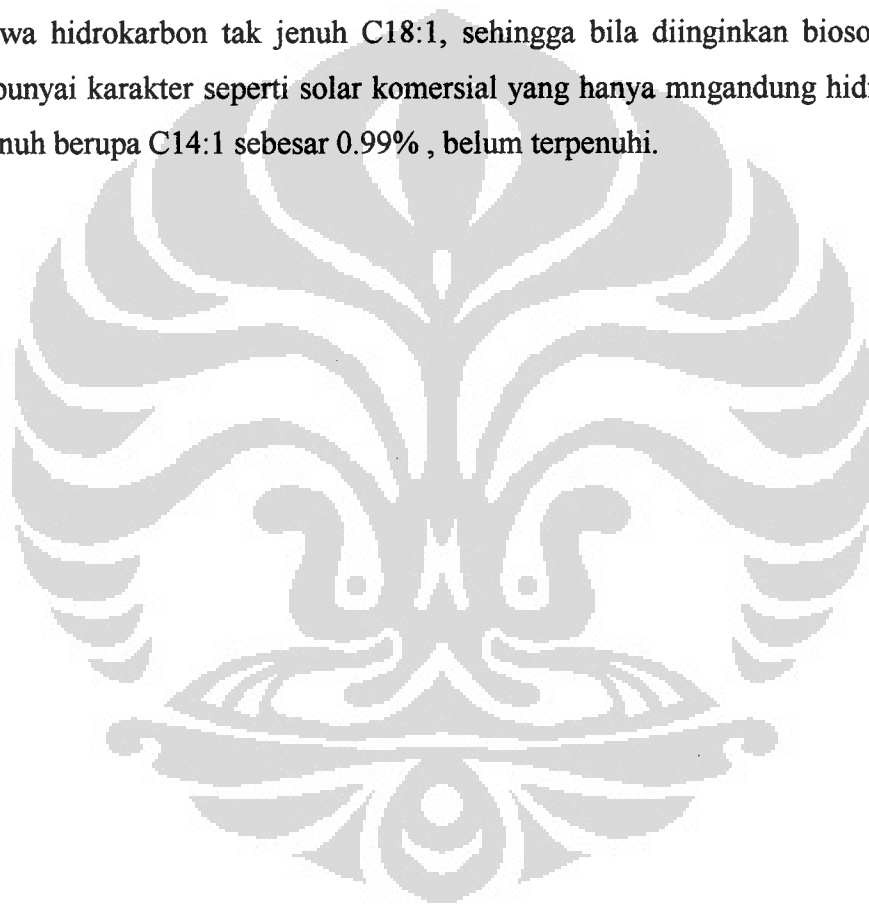 wa hidrokarbon tak jenuh C18:1, sehingga bila diinginkan bioso
punyai karakter seperti solar komersial yang hanya mngandung hid
nuh berupa C14:1 sebesar 0.99% , belum terpenuhi.